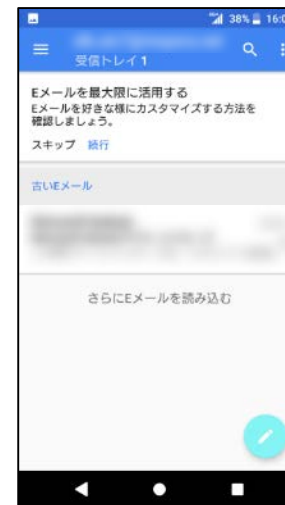 38% 16:0
受信トレイ 1
Eメールを最大限に活用する
Eメールを好きな様にカスタマイズする方法を
確認しましょう。
スキップ 続行
古いEメール
さらにEメールを読み込む